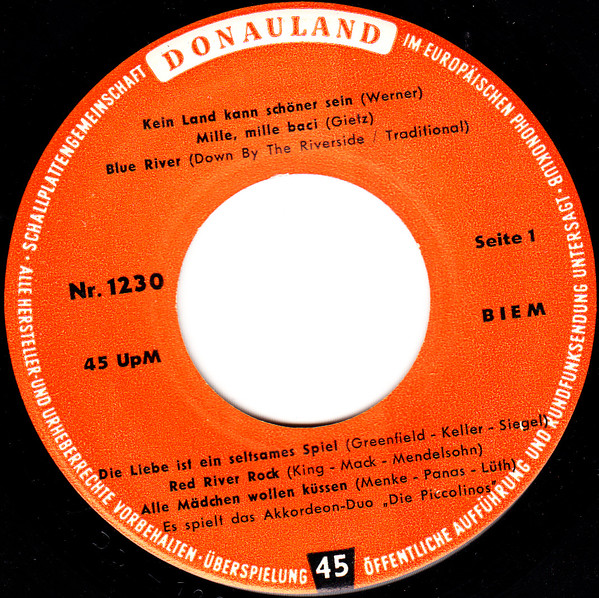 DONAULAND
SCHALLPLATTENGEMEINSCHAFT
IM EUROPÄISCHEN PHONOKLUB ·
Kein Land kann schöner sein (Werner)
Mille, mille baci (Gietz)
Blue River (Down By The Riverside / Traditional)
Seite 1
Nr. 1230
BIEM
45 UpM
Die Liebe ist ein seltsames Spiel (Greenfield - Keller - Siegel)
Red River Rock (King - Mack - Mendelsohn)
Alle Mädchen wollen küssen (Menke - Panas - Lüth)
Es spielt das Akkordeon-Duo „Die Piccolinos"
· ALLE HERSTELLER-UND URHEBERRECHTE VORBEHALTEN · ÜBERSPIELUNG
45
ÖFFENTLICHE AUFFÜHRUNG UND RUNDFUNKSENDUNG UNTERSAGT ·